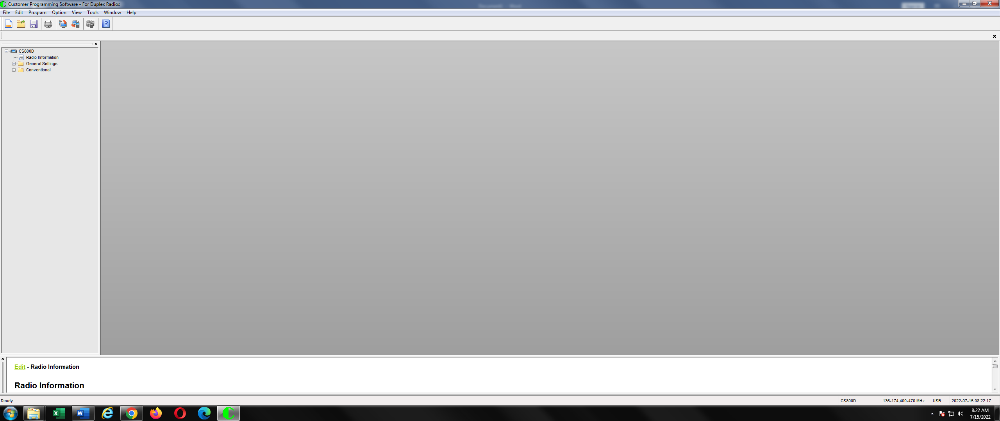 Customer Programming Software - For Duplex Radios
File Edit Program Option View Tools Window Help
CS800D
Radio Information
General Settings
Conventional
Edit - Radio Information
Radio Information
Ready CS800D 136-174,400-470 MHz USB 2022-07-15 08:22:17
8:22 AM
7/15/2022